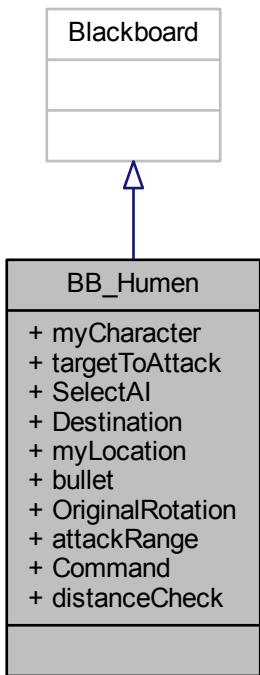 Blackboard
BB_Humen
+ myCharacter
+ targetToAttack
+ SelectAI
+ Destination
+ myLocation
+ bullet
+ OriginalRotation
+ attackRange
+ Command
+ distanceCheck